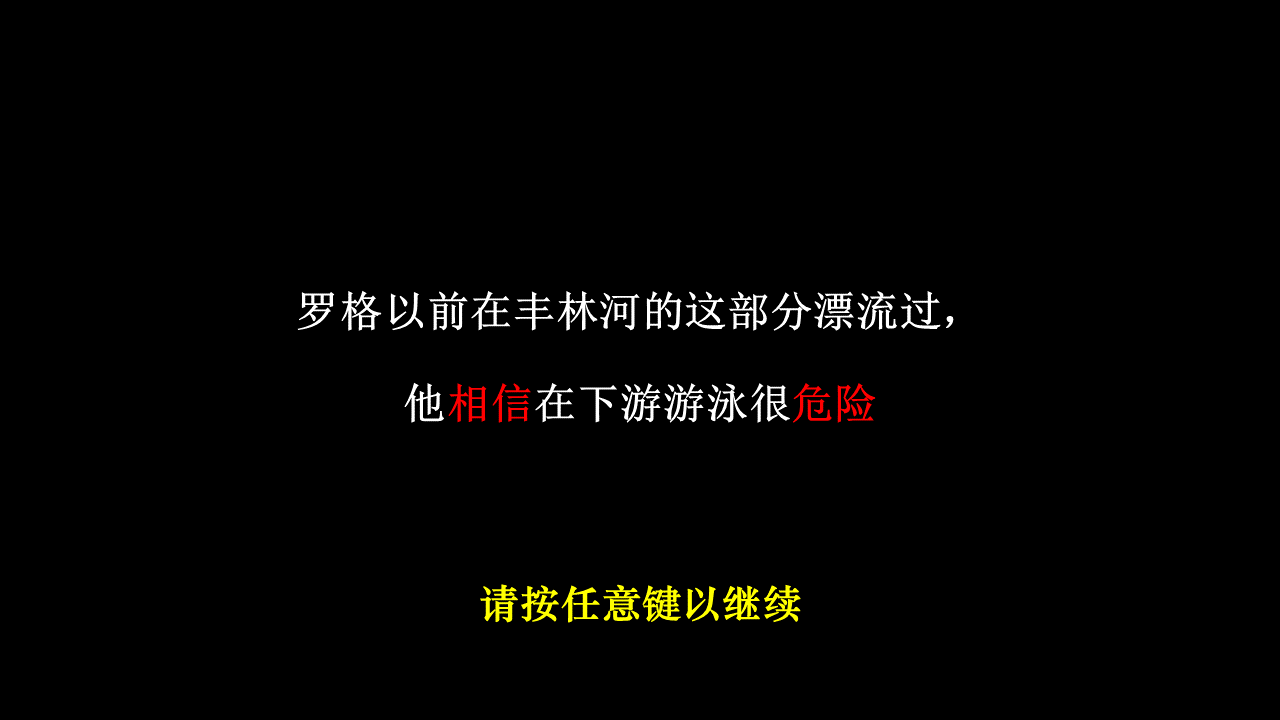 罗格以前在丰林河的这部分漂流过，
他相信在下游游泳很危险
请按任意键以继续